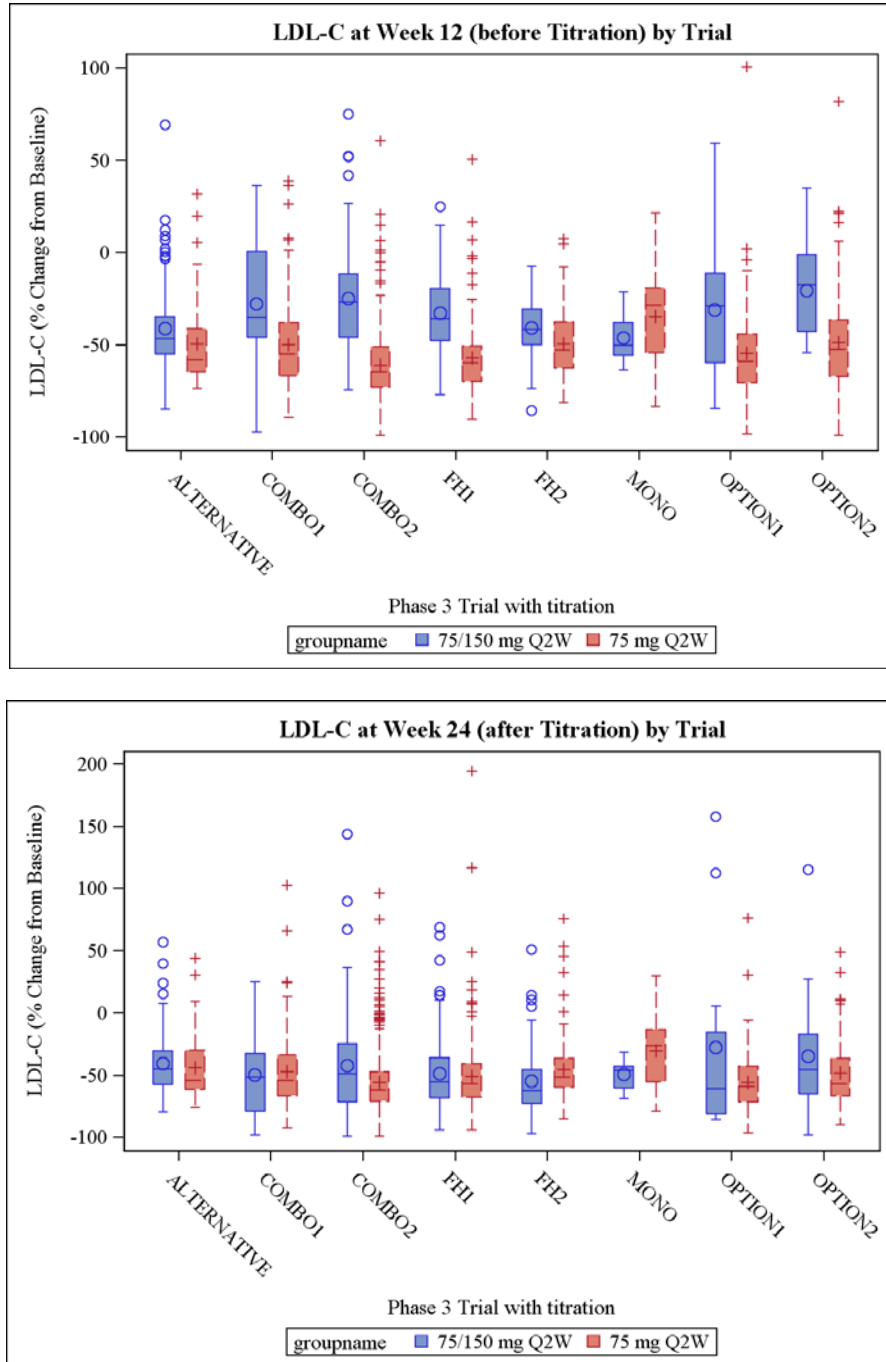 LDL-C at Week 12 (before Titration) by Trial
LDL-C (% Change from Baseline)
100
50
0
-50
-100
ALTERNATIVE
COMBO1
COMBO2
FH1
FH2
MONO
OPTION1
OPTION2
Phase 3 Trial with titration
groupname 75/150 mg Q2W 75 mg Q2W
LDL-C at Week 24 (after Titration) by Trial
LDL-C (% Change from Baseline)
200
150
100
50
0
-50
-100
ALTERNATIVE
COMBO1
COMBO2
FH1
FH2
MONO
OPTION1
OPTION2
Phase 3 Trial with titration
groupname 75/150 mg Q2W 75 mg Q2W